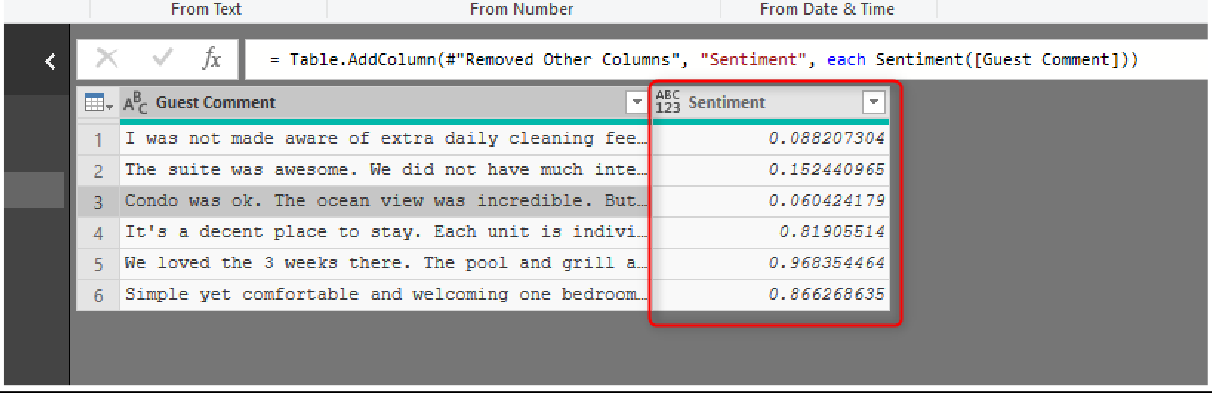 From Text From Number From Date & Time
fx = Table.AddColumn(#"Removed Other Columns", "Sentiment", each Sentiment([Guest Comment]))
ABC Guest Comment ABC 123 Sentiment
1 I was not made aware of extra daily cleaning fee… 0.088207304
2 The suite was awesome. We did not have much inte… 0.152440965
3 Condo was ok. The ocean view was incredible. But… 0.060424179
4 It's a decent place to stay. Each unit is indivi… 0.81905514
5 We loved the 3 weeks there. The pool and grill a… 0.968354464
6 Simple yet comfortable and welcoming one bedroom… 0.866268635